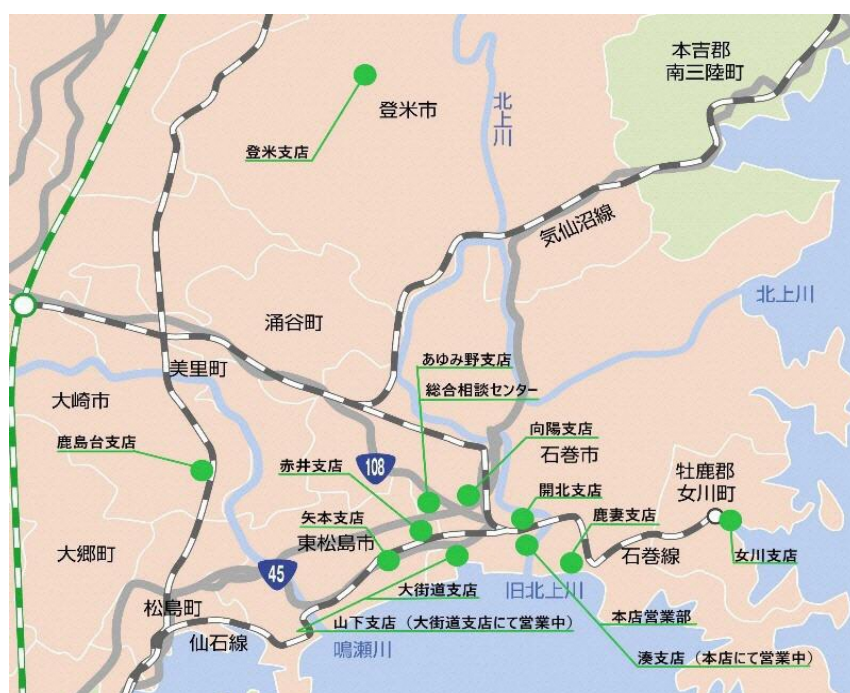 本吉郡
南三陸町
登米市
北上川
登米支店
気仙沼線
北上川
涌谷町
あゆみ野支店
美里町
総合相談センター
大崎市
向陽支店
鹿島台支店
石巻市
赤井支店
108
牡鹿郡
女川町
開北支店
矢本支店
鹿妻支店
東松島市
大郷町
石巻線
女川支店
45
大街道支店
旧北上川
松島町
本店営業部
山下支店（大街道支店にて営業中）
仙石線
鳴瀬川
湊支店（本店にて営業中）